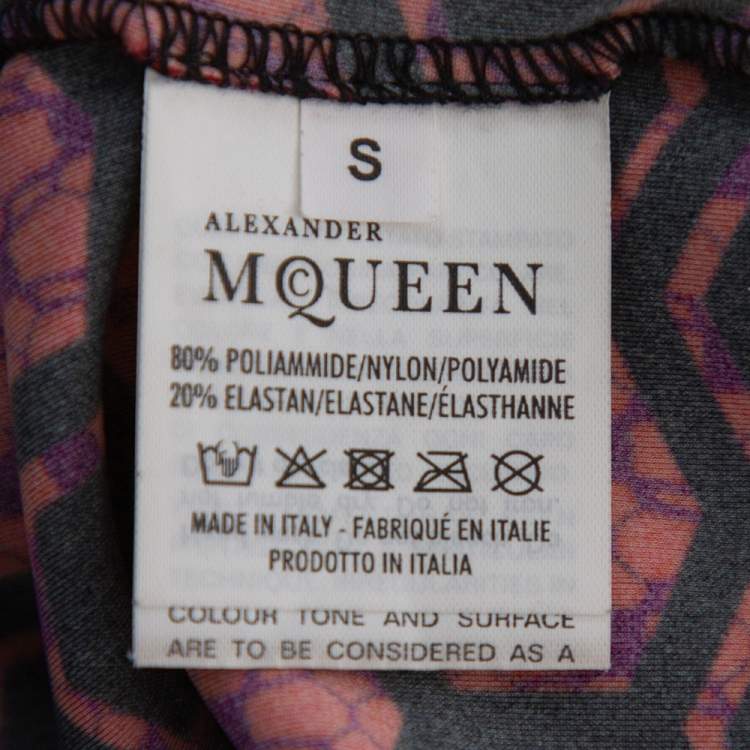 S
ALEXANDER
McQUEEN
80% POLIAMMIDE/NYLON/POLYAMIDE
20% ELASTAN/ELASTANE/ÉLASTHANNE
MADE IN ITALY - FABRIQUÉ EN ITALIE
PRODOTTO IN ITALIA
COLOUR TONE AND SURFACE
ARE TO BE CONSIDERED AS A